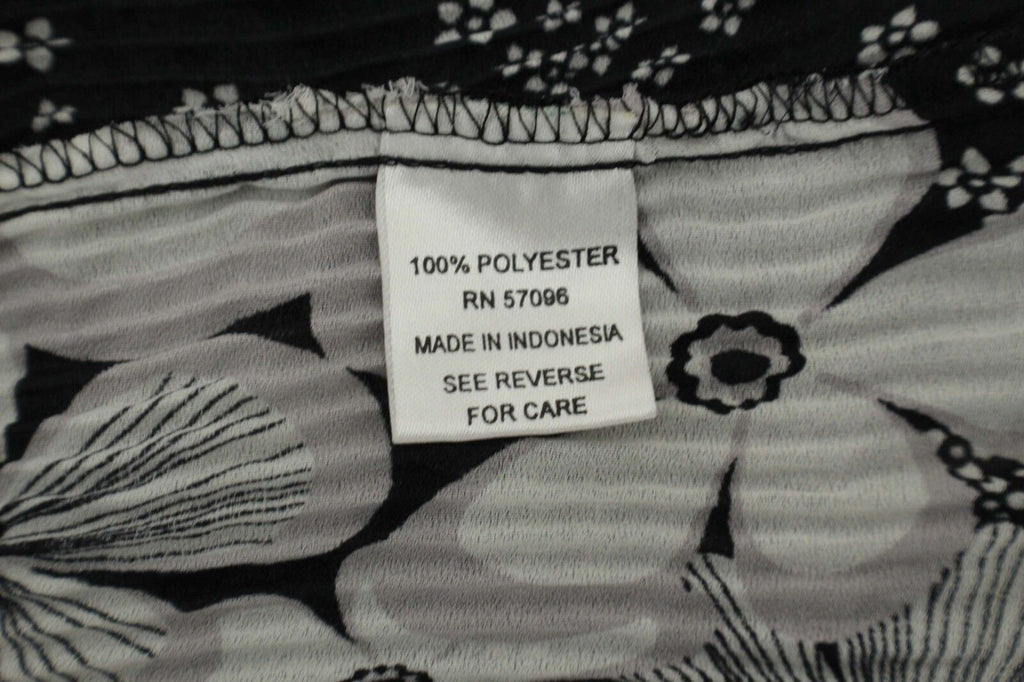 100% POLYESTER
RN 57096
MADE IN INDONESIA
SEE REVERSE
FOR CARE